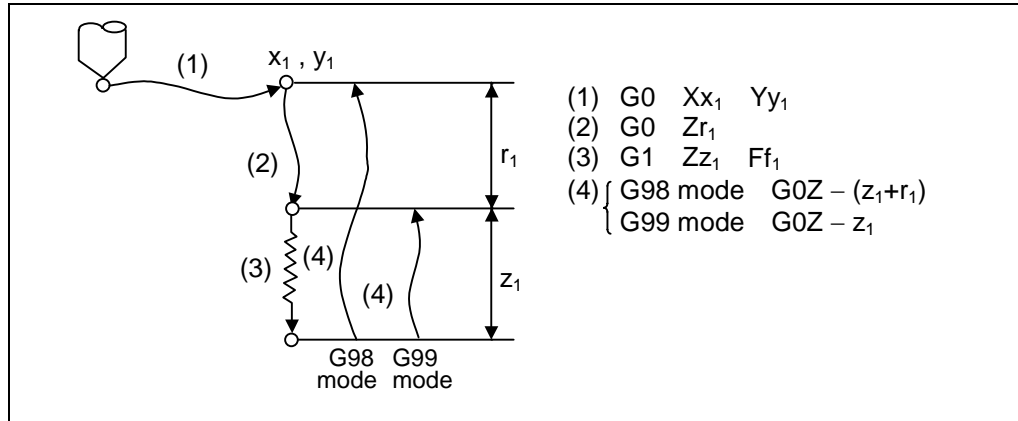 (1)
x₁ , y₁
(2)
r₁
(3)
(4)
(4)
z₁
G98 mode
G99 mode
(1) G0 Xx₁ Yy₁
(2) G0 Zr₁
(3) G1 Zz₁ Ff₁
(4) G98 mode G0Z – (z₁+r₁)
G99 mode G0Z – z₁